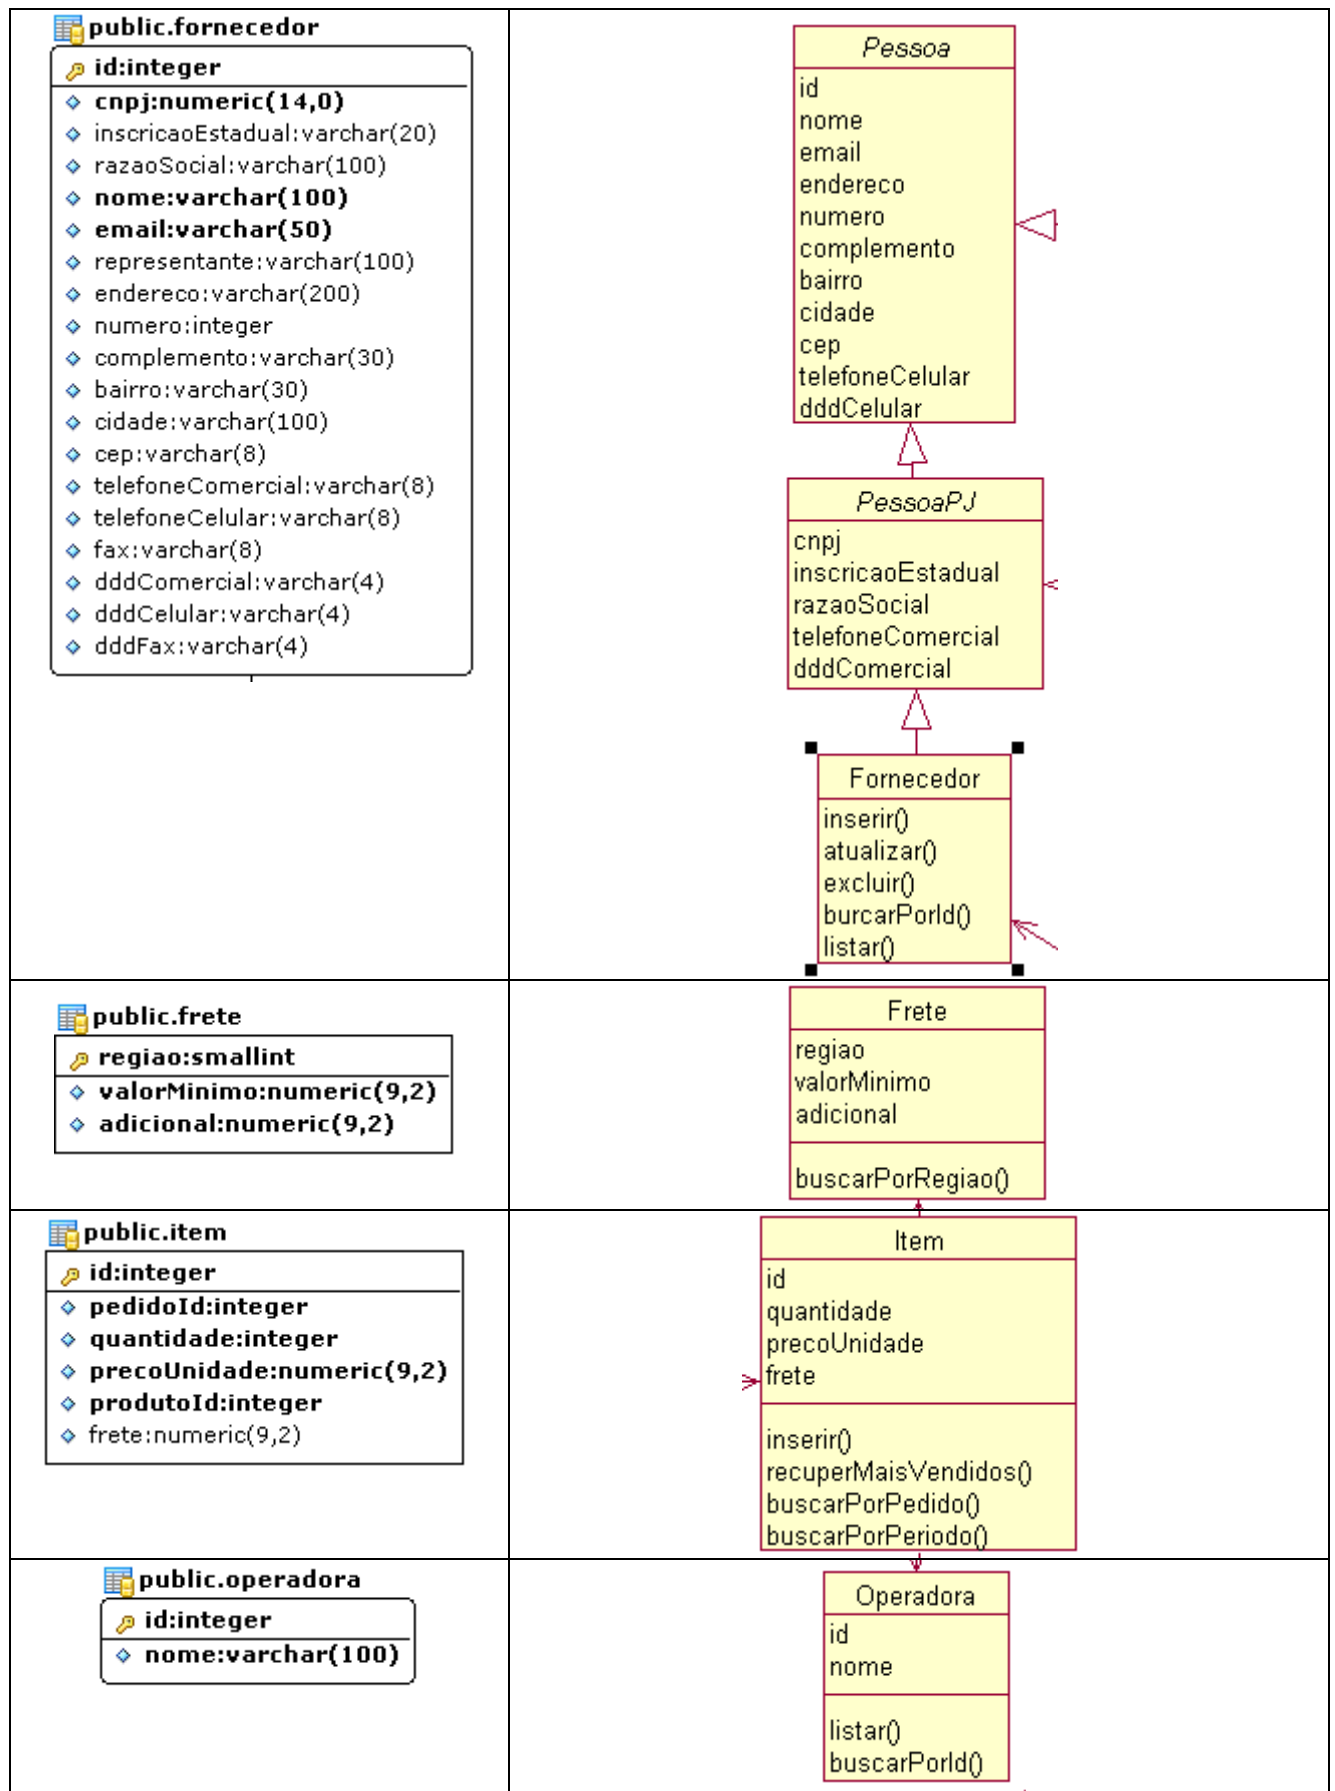 public.fornecedor
id:integer
cnpj:numeric(14,0)
inscricaoEstadual:varchar(20)
razaoSocial:varchar(100)
nome:varchar(100)
email:varchar(50)
representante:varchar(100)
endereco:varchar(200)
numero:integer
complemento:varchar(30)
bairro:varchar(30)
cidade:varchar(100)
cep:varchar(8)
telefoneComercial:varchar(8)
telefoneCelular:varchar(8)
fax:varchar(8)
dddComercial:varchar(4)
dddCelular:varchar(4)
dddFax:varchar(4)
Pessoa
id
nome
email
endereco
numero
complemento
bairro
cidade
cep
telefoneCelular
dddCelular
PessoaPJ
cnpj
inscricaoEstadual
razaoSocial
telefoneComercial
dddComercial
Fornecedor
inserir()
atualizar()
excluir()
burcarPorId()
listar()
public.frete
regiao:smallint
valorMinimo:numeric(9,2)
adicional:numeric(9,2)
Frete
regiao
valorMinimo
adicional
buscarPorRegiao()
public.item
id:integer
pedidoId:integer
quantidade:integer
precoUnidade:numeric(9,2)
produtoId:integer
frete:numeric(9,2)
Item
id
quantidade
precoUnidade
frete
inserir()
recuperMaisVendidos()
buscarPorPedido()
buscarPorPeriodo()
public.operadora
id:integer
nome:varchar(100)
Operadora
id
nome
listar()
buscarPorId()